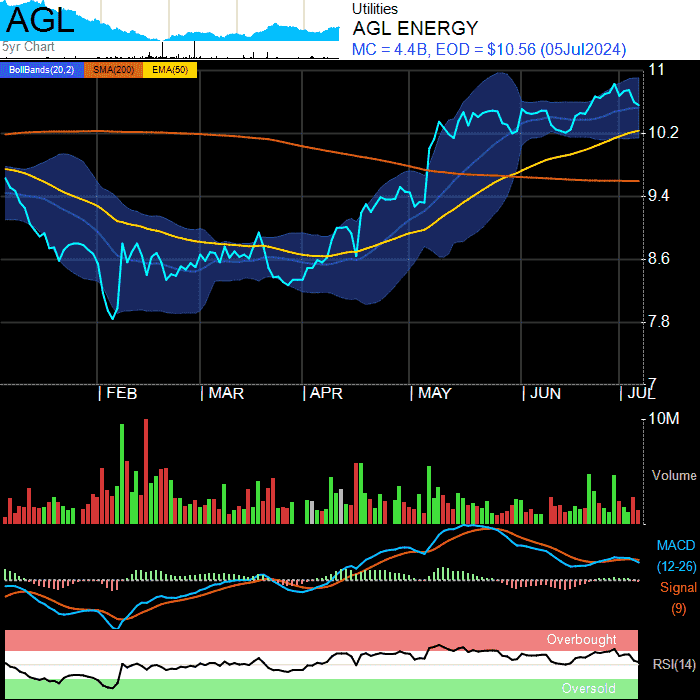 AGL
5yr Chart
Utilities
AGL ENERGY
MC = 4.4B, EOD = $10.56 (05Jul2024)
BollBands(20,2) SMA(200) EMA(50)
11
10.2
9.4
8.6
7.8
7
FEB MAR APR MAY JUN JUL
10M
Volume
MACD
(12-26)
Signal
(9)
Overbought
RSI(14)
Oversold